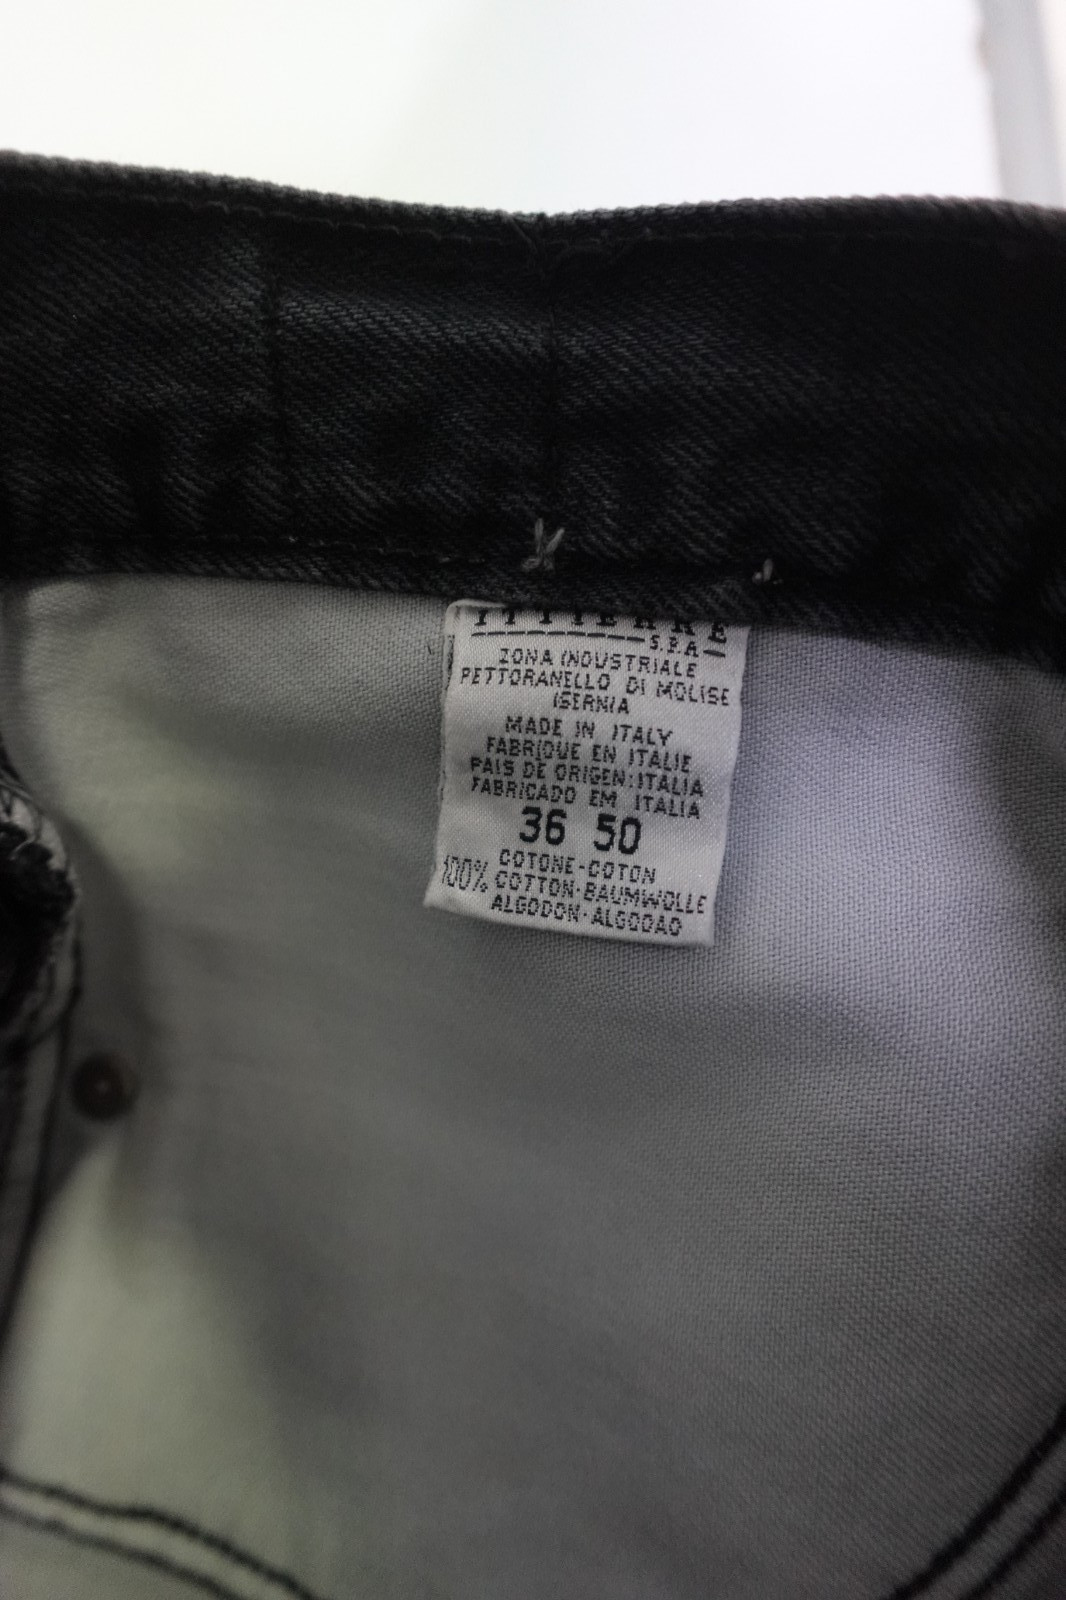 ITTIERRE
S.P.A
ZONA INDUSTRIALE
PETTORANELLO DI MOLISE
ISERNIA
MADE IN ITALY
FABRIQUE EN ITALIE
PAIS DE ORIGEN:ITALIA
FABRICADO EM ITALIA
36 50
100% COTONE-COTON
COTTON-BAUMWOLLE
ALGODON-ALGODAO